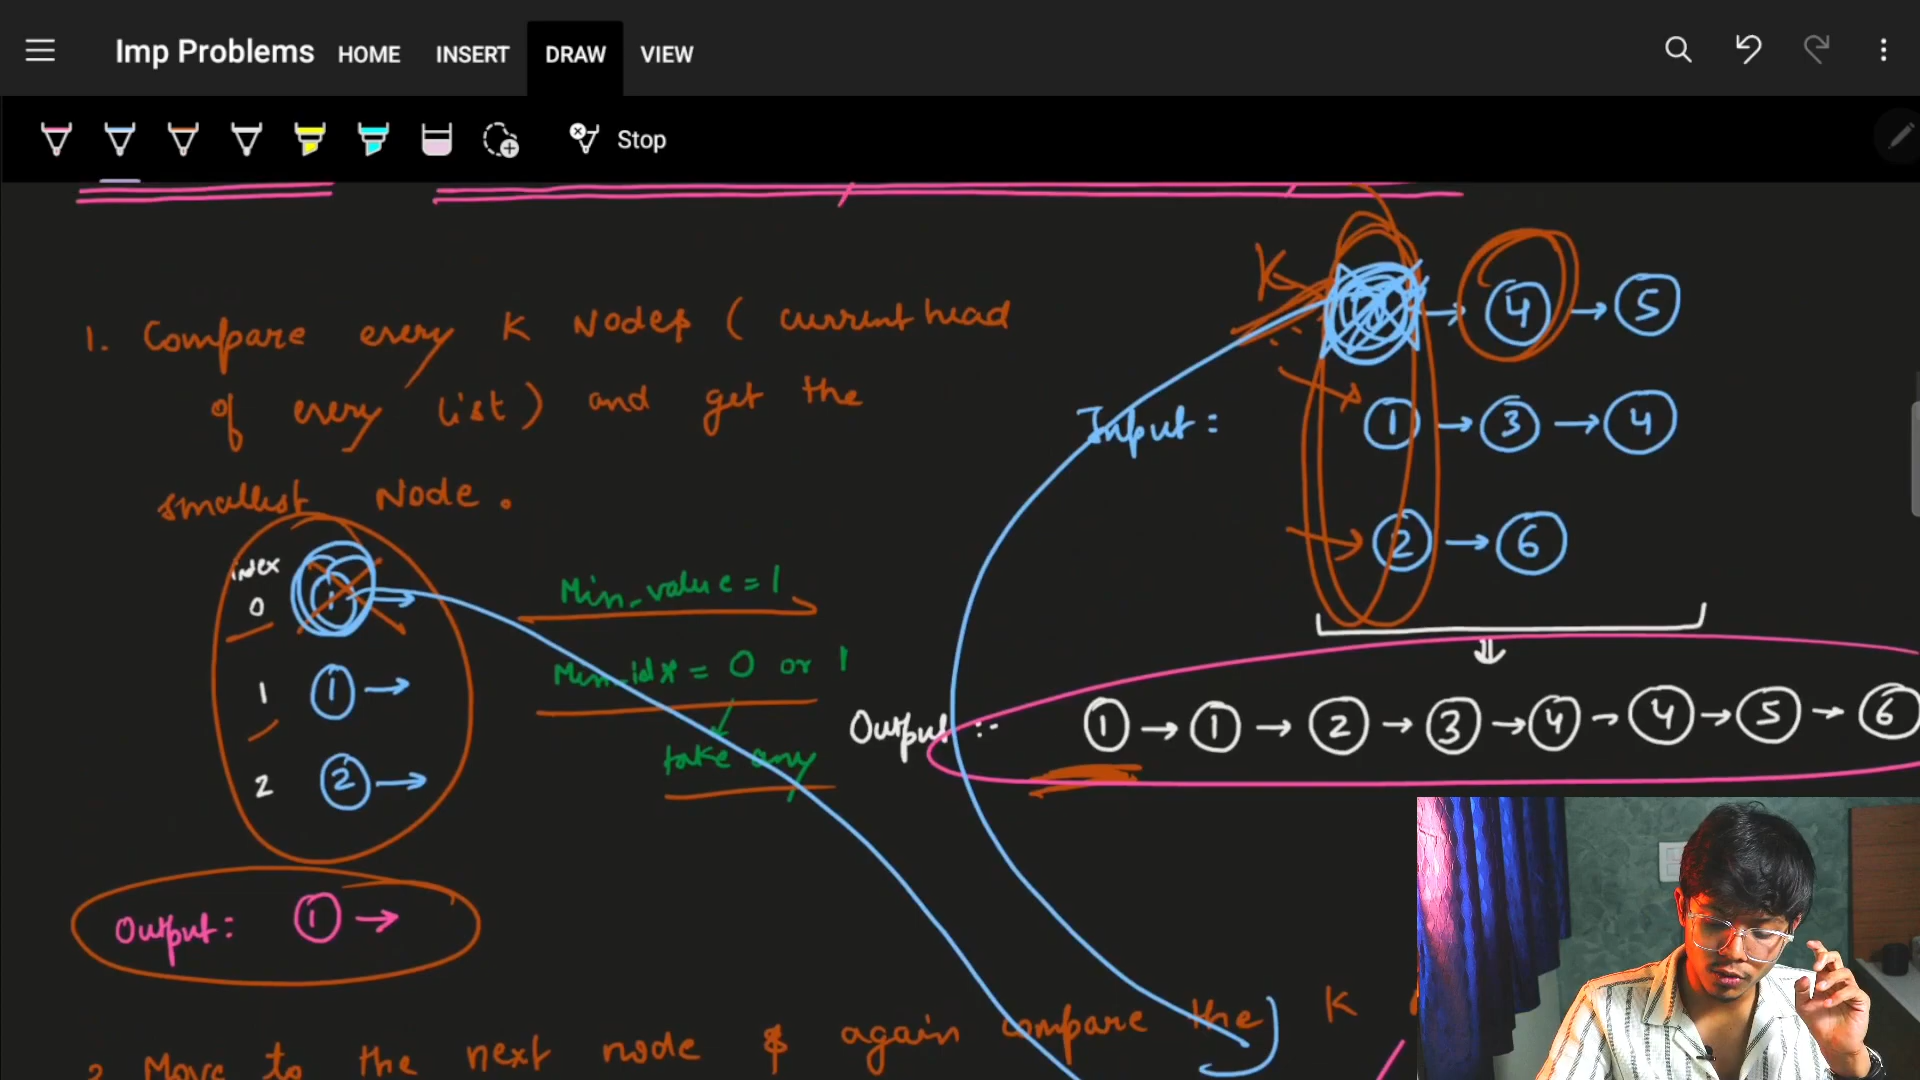 Imp Problems HOME INSERT DRAW VIEW
Stop
1. Compare every K Nodes ( current head
of every list ) and get the
smallest Node .
index
0 1 →
1 1 →
2 2 →
Min_value = 1
Min_idx = 0 or 1
take any
Output: 1 →
K
→ 4 → 5
Input :
1 → 3 → 4
2 → 6
Output :- 1 → 1 → 2 → 3 → 4 → 4 → 5 → 6
2. Move to the next node & again compare the K